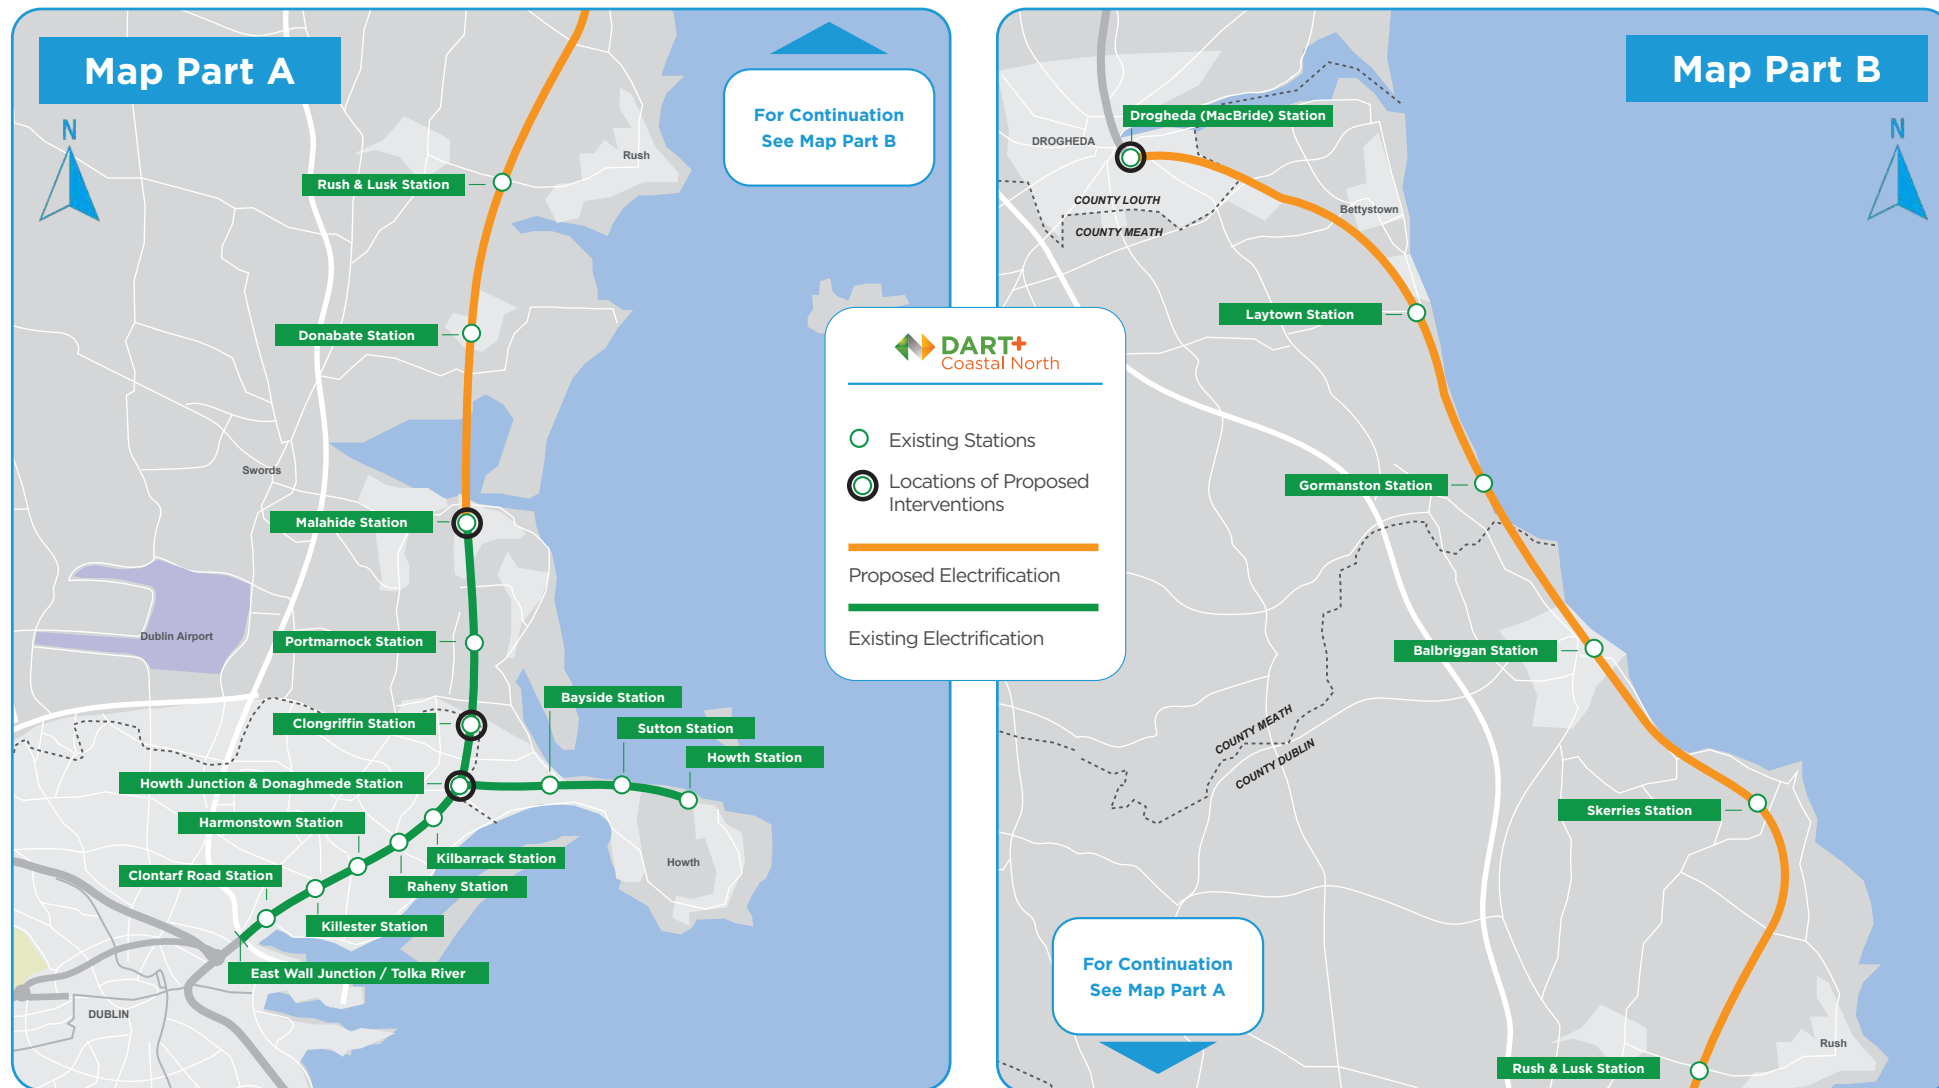 Map Part A
N
For Continuation
See Map Part B
Rush
Rush & Lusk Station
Donabate Station
Swords
Malahide Station
Dublin Airport
Portmarnock Station
Bayside Station
Clongriffin Station
Sutton Station
Howth Station
Howth Junction & Donaghmede Station
Harmonstown Station
Kilbarrack Station
Howth
Clontarf Road Station
Raheny Station
Killester Station
East Wall Junction / Tolka River
DUBLIN
DART+
Coastal North
Existing Stations
Locations of Proposed
Interventions
Proposed Electrification
Existing Electrification
Map Part B
N
Drogheda (MacBride) Station
DROGHEDA
COUNTY LOUTH
COUNTY MEATH
Bettystown
Laytown Station
Gormanston Station
Balbriggan Station
COUNTY MEATH
COUNTY DUBLIN
Skerries Station
For Continuation
See Map Part A
Rush
Rush & Lusk Station